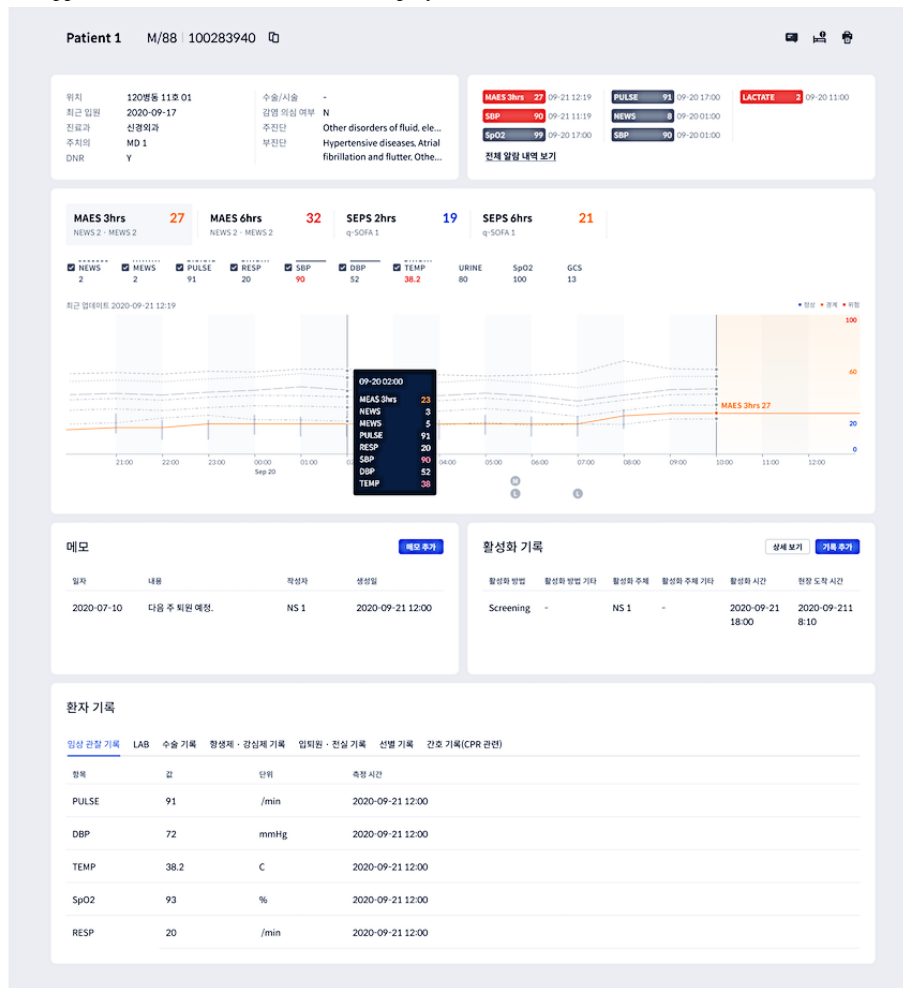 Patient 1 M/88 100283940
위치 120병동 11호 01 수술/시술 -
최근 입원 2020-09-17 감염 의심 여부 N
진료과 신경외과 주진단 Other disorders of fluid, ele...
주치의 MD 1 부진단 Hypertensive diseases, Atrial
DNR Y fibrillation and flutter, Othe...
MAES 3hrs 27 09-21 12:19 PULSE 91 09-20 17:00 LACTATE 2 09-20 11:00
SBP 90 09-21 11:19 NEWS 8 09-20 01:00
SpO2 99 09-20 17:00 SBP 90 09-20 01:00
전체 알람 내역 보기
MAES 3hrs 27 MAES 6hrs 32 SEPS 2hrs 19 SEPS 6hrs 21
NEWS 2 · MEWS 2 NEWS 2 · MEWS 2 q-SOFA 1 q-SOFA 1
NEWS MEWS PULSE RESP SBP DBP TEMP URINE SpO2 GCS
2 2 91 20 90 52 38.2 80 100 13
최근 업데이트 2020-09-21 12:19 정상 경계 위험
100
60
20
0
MAES 3hrs 27
09-20 02:00
MEAS 3hrs 23
NEWS 3
MEWS 5
PULSE 91
RESP 20
SBP 90
DBP 52
TEMP 38
21:00 22:00 23:00 00:00 01:00 04:00 05:00 06:00 07:00 08:00 09:00 10:00 11:00 12:00
Sep 20
M
L L
메모 메모 추가
일자 내용 작성자 생성일
2020-07-10 다음 주 퇴원 예정. NS 1 2020-09-21 12:00
활성화 기록 상세 보기 기록 추가
활성화 방법 활성화 방법 기타 활성화 주체 활성화 주체 기타 활성화 시간 현장 도착 시간
Screening - NS 1 - 2020-09-21 2020-09-211
18:00 8:10
환자 기록
임상 관찰 기록 LAB 수술 기록 항생제 · 강심제 기록 입퇴원 · 전실 기록 선별 기록 간호 기록(CPR 관련)
항목 값 단위 측정 시간
PULSE 91 /min 2020-09-21 12:00
DBP 72 mmHg 2020-09-21 12:00
TEMP 38.2 C 2020-09-21 12:00
SpO2 93 % 2020-09-21 12:00
RESP 20 /min 2020-09-21 12:00